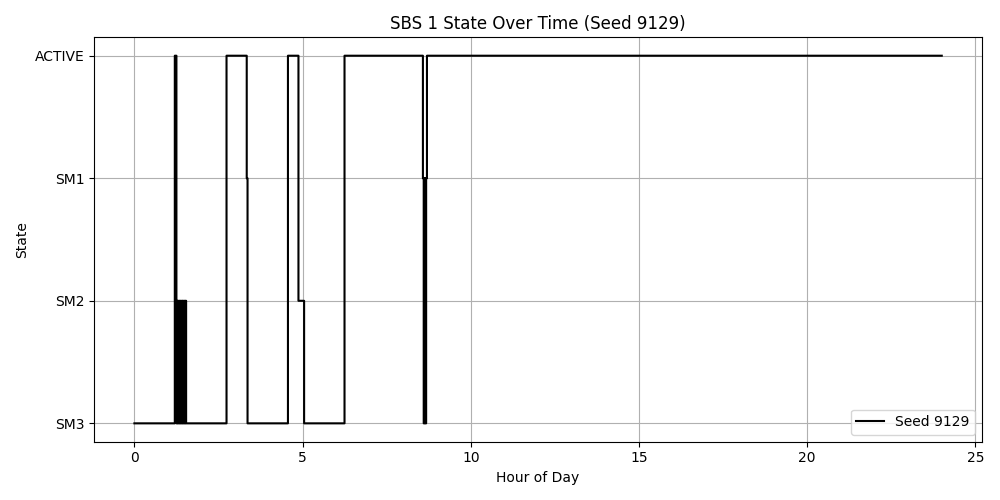 SBS 1 State Over Time (Seed 9129)
ACTIVE
SM1
SM2
SM3
State
0 5 10 15 20 25
Hour of Day
Seed 9129